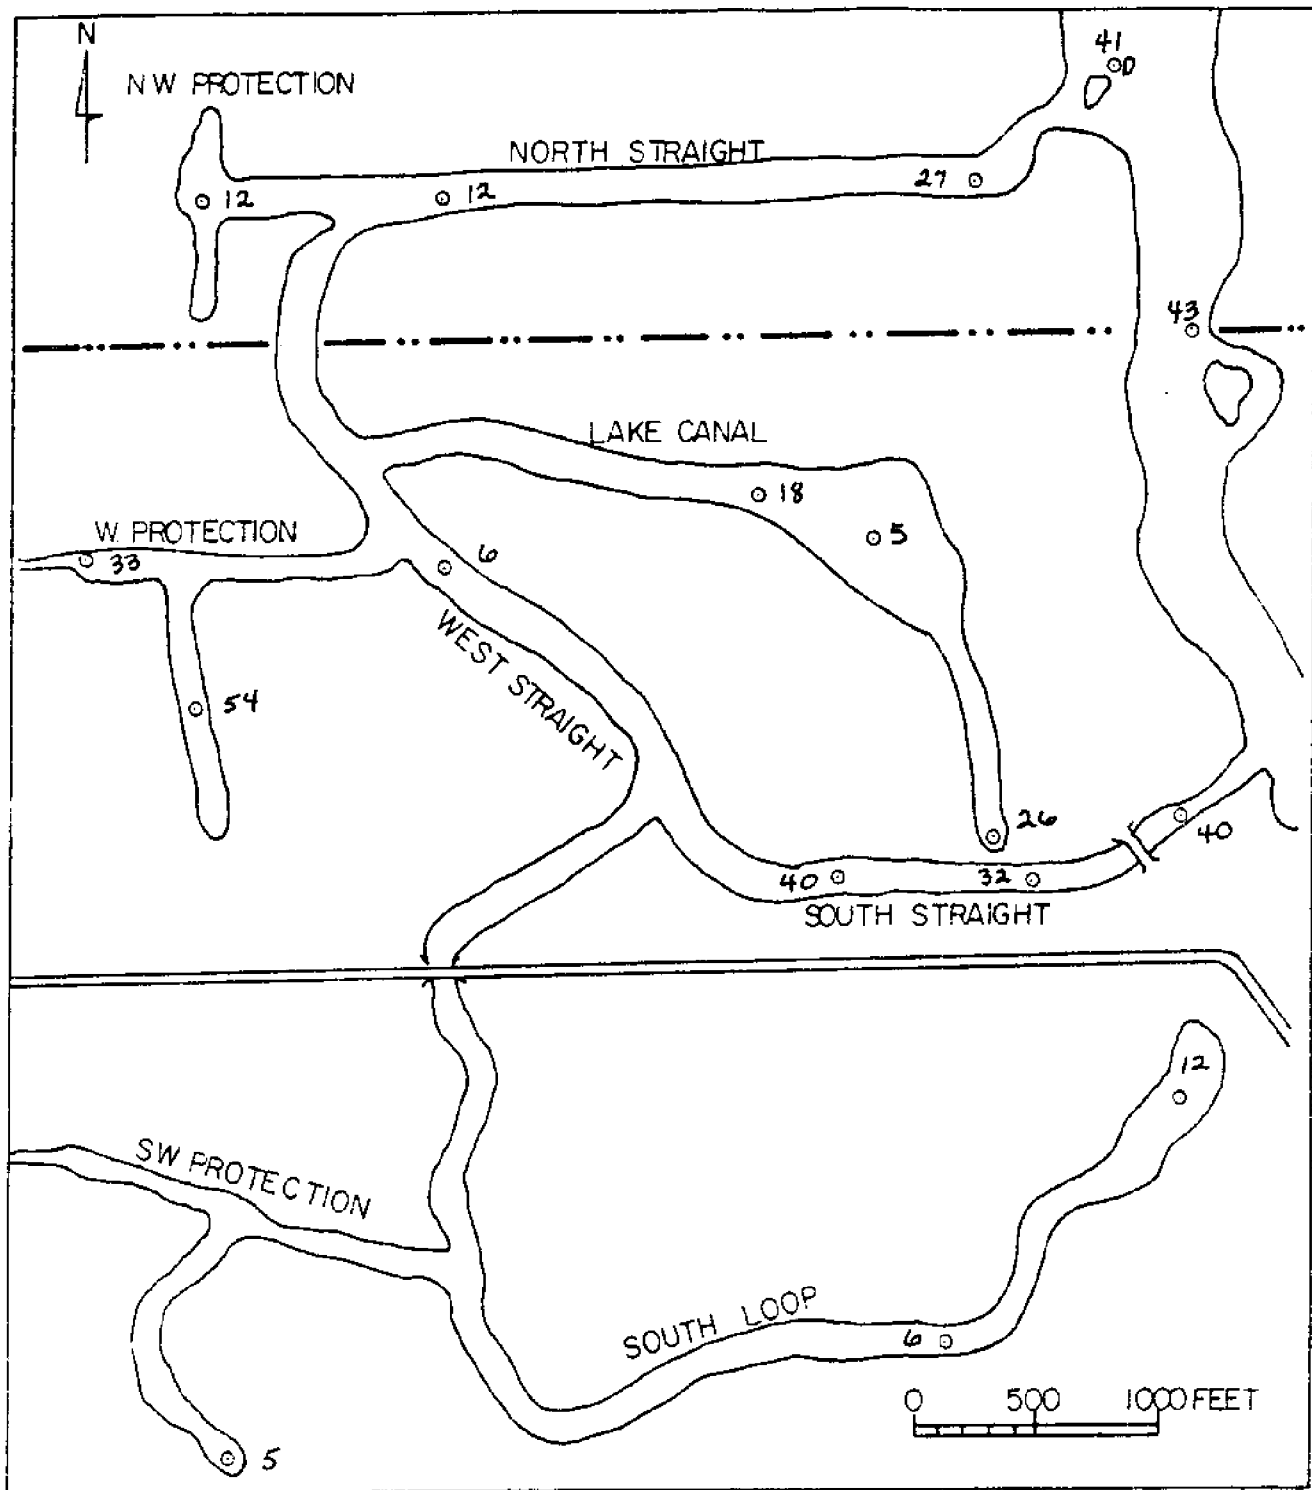 N
41
NW PROTECTION
NORTH STRAIGHT
27
12
12
43
LAKE CANAL
18
W. PROTECTION
5
6
33
WEST STRAIGHT
54
26
40
40
32
SOUTH STRAIGHT
12
SW PROTECTION
SOUTH LOOP
6
0 500 1000 FEET
5